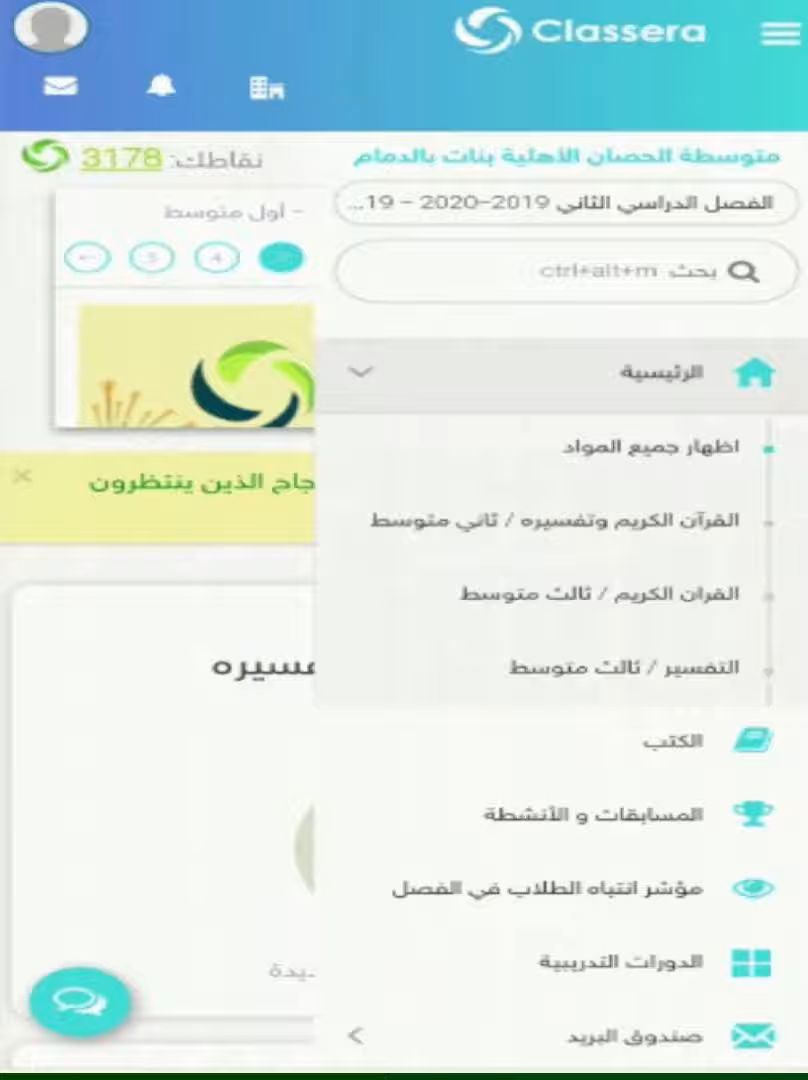 Classera
متوسطة الحصان الأهلية بنات بالدمام
نقاطك: 3178
الفصل الدراسي الثاني 2019-2020 - 19...
- أول متوسط
4
بحث ctrl+alt+m
الرئيسية
اظهار جميع المواد
جاح الذين ينتظرون
القرآن الكريم وتفسيره / ثاني متوسط
القران الكريم / ثالث متوسط
التفسير / ثالث متوسط
فسيره
الكتب
المسابقات و الأنشطة
مؤشر انتباه الطلاب في الفصل
الدورات التدريبية
صندوق البريد